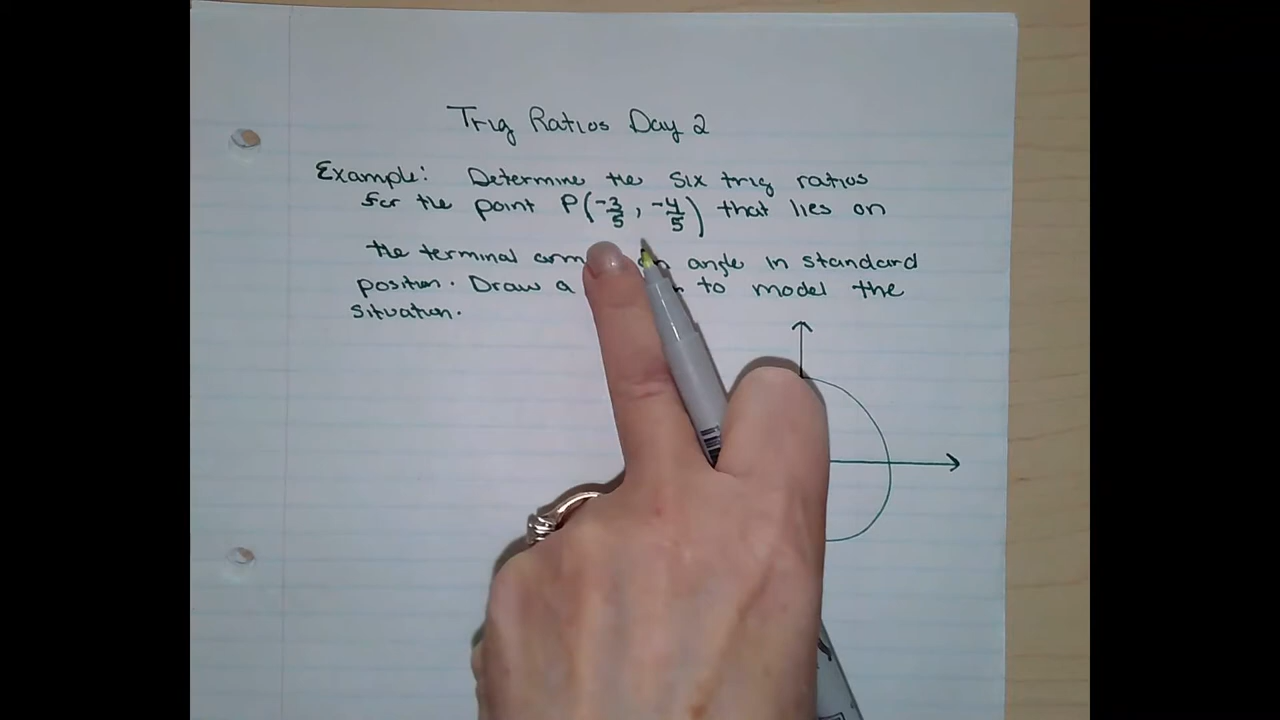 Trig Ratios Day 2
Example: Determine the six trig ratios
for the point P(-3/5, -4/5) that lies on
the terminal arm angle in standard
position. Draw a to model the
situation.